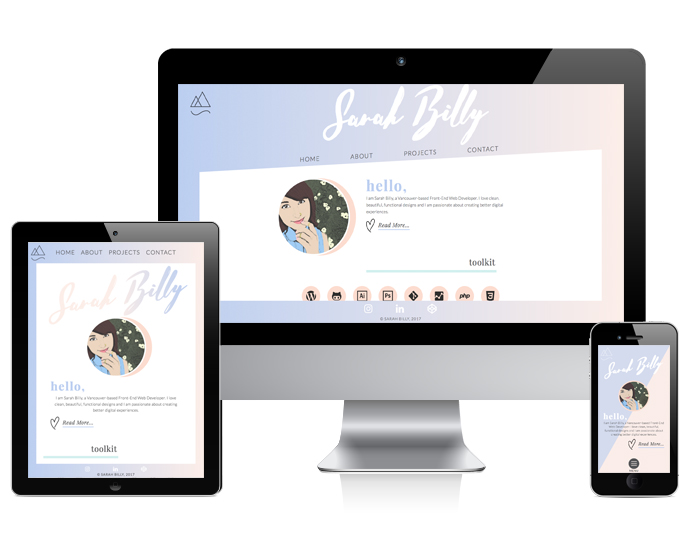 Sarah Billy
HOME ABOUT PROJECTS CONTACT
hello,
I am Sarah Billy, a Vancouver based Front-End Web Developer. I love clean,
beautiful, functional designs and I am passionate about creating better digital
experiences.
Read More...
toolkit
Ai Ps php
© SARAH BILLY, 2017
HOME ABOUT PROJECTS CONTACT
Sarah Billy
hello,
I am Sarah Billy, a Vancouver based Front-End Web Developer. I love
clean, beautiful, functional designs and I am passionate about creating
better digital experiences.
Read More...
toolkit
© SARAH BILLY, 2017
Sarah Billy
hello,
Read More...
MENU